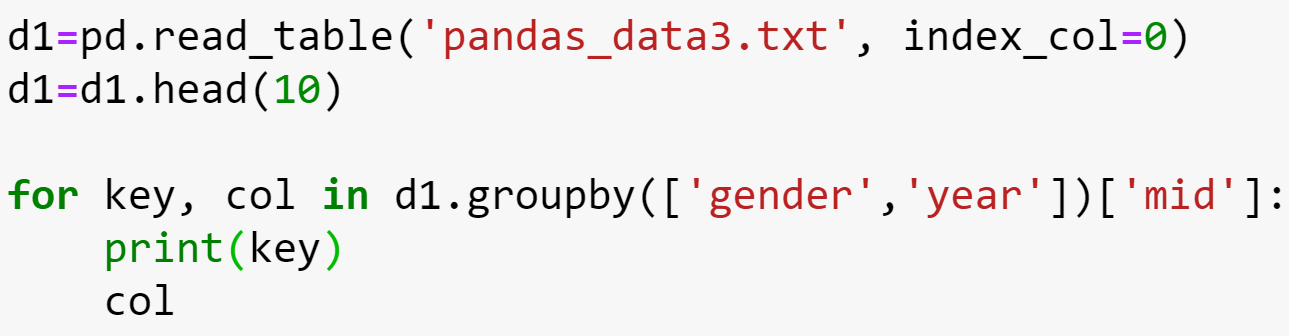 d1=pd.read_table('pandas_data3.txt', index_col=0)
d1=d1.head(10)
for key, col in d1.groupby(['gender','year'])['mid']:
    print(key)
    col